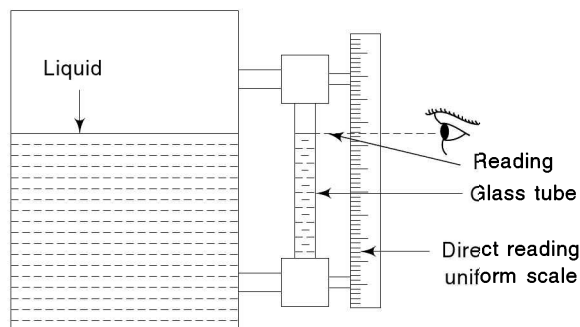 Liquid
Reading
Glass tube
Direct reading
uniform scale